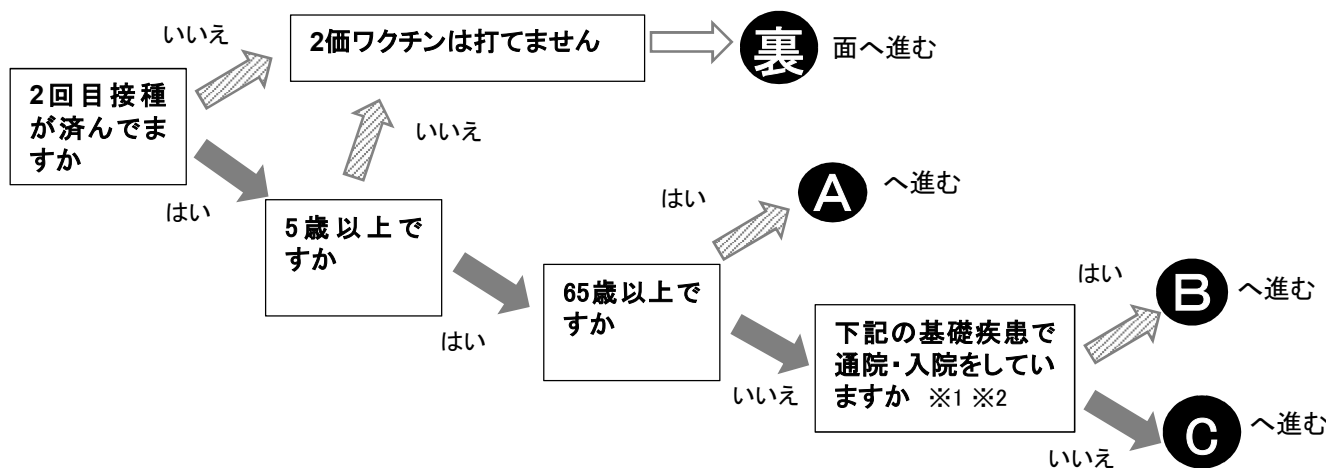 いいえ
2価ワクチンは打てません
裏 面へ進む
2回目接種
が済んでま
すか
いいえ
はい
5歳以上で
すか
はい
A へ進む
はい
65歳以上で
すか
はい
B へ進む
いいえ
下記の基礎疾患で
通院・入院をしてい
ますか ※1 ※2
いいえ
C へ進む